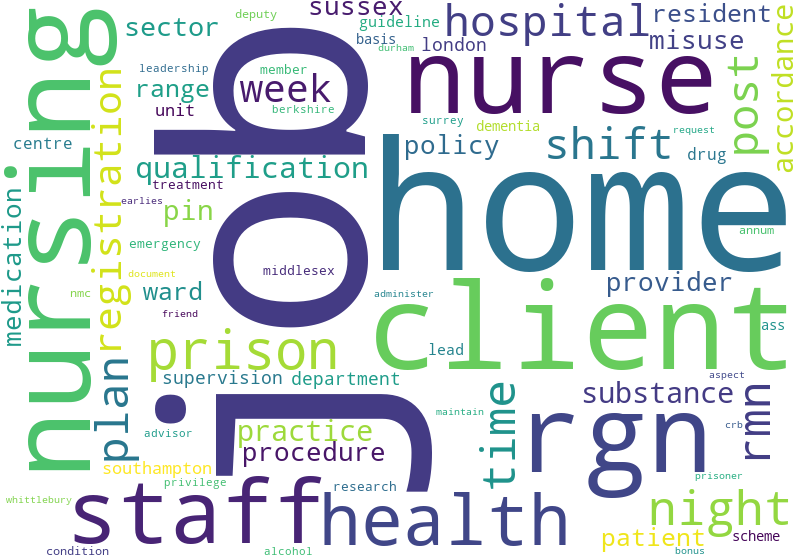 deputy
sussex
hospital
resident
sector
guideline
basis
durham
london
misuse
leadership
member
week
nurse
range
unit
berkshire
nursing
job
surrey
dementia
request
post
accordance
centre
policy
shift
drug
qualification
treatment
home
registration
medication
earlies
pin
emergency
annum
document
middlesex
nmc
ward
administer
provider
client
friend
ass
prison
lead
plan
supervision
department
aspect
substance
time
rgn
rmn
maintain
crb
advisor
practice
procedure
southampton
privilege
research
prisoner
whittlebury
staff
health
night
patient
scheme
condition
alcohol
bonus